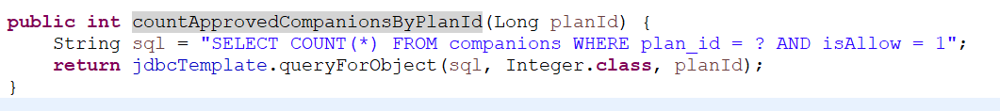 public int countApprovedCompanionsByPlanId(Long planId) {
    String sql = "SELECT COUNT(*) FROM companions WHERE plan_id = ? AND isAllow = 1";
    return jdbcTemplate.queryForObject(sql, Integer.class, planId);
}